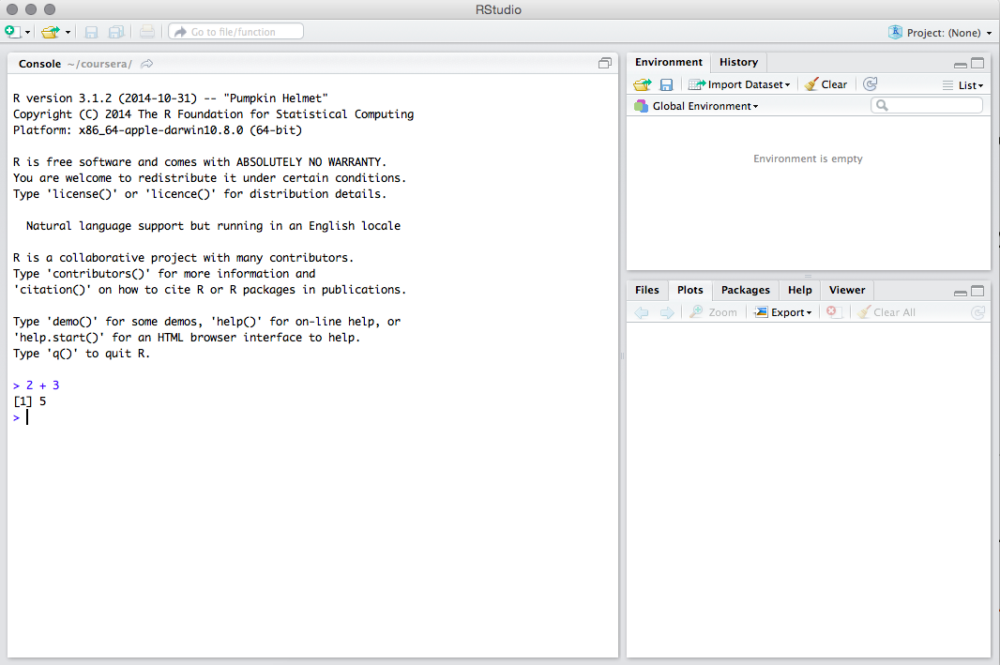 RStudio
Go to file/function
Project: (None)
Console ~/coursera/
R version 3.1.2 (2014-10-31) -- "Pumpkin Helmet"
Copyright (C) 2014 The R Foundation for Statistical Computing
Platform: x86_64-apple-darwin10.8.0 (64-bit)
R is free software and comes with ABSOLUTELY NO WARRANTY.
You are welcome to redistribute it under certain conditions.
Type 'license()' or 'licence()' for distribution details.
Natural language support but running in an English locale
R is a collaborative project with many contributors.
Type 'contributors()' for more information and
'citation()' on how to cite R or R packages in publications.
Type 'demo()' for some demos, 'help()' for on-line help, or
'help.start()' for an HTML browser interface to help.
Type 'q()' to quit R.
> 2 + 3
[1] 5
>
Environment History
Import Dataset Clear List
Global Environment
Environment is empty
Files Plots Packages Help Viewer
Zoom Export Clear All